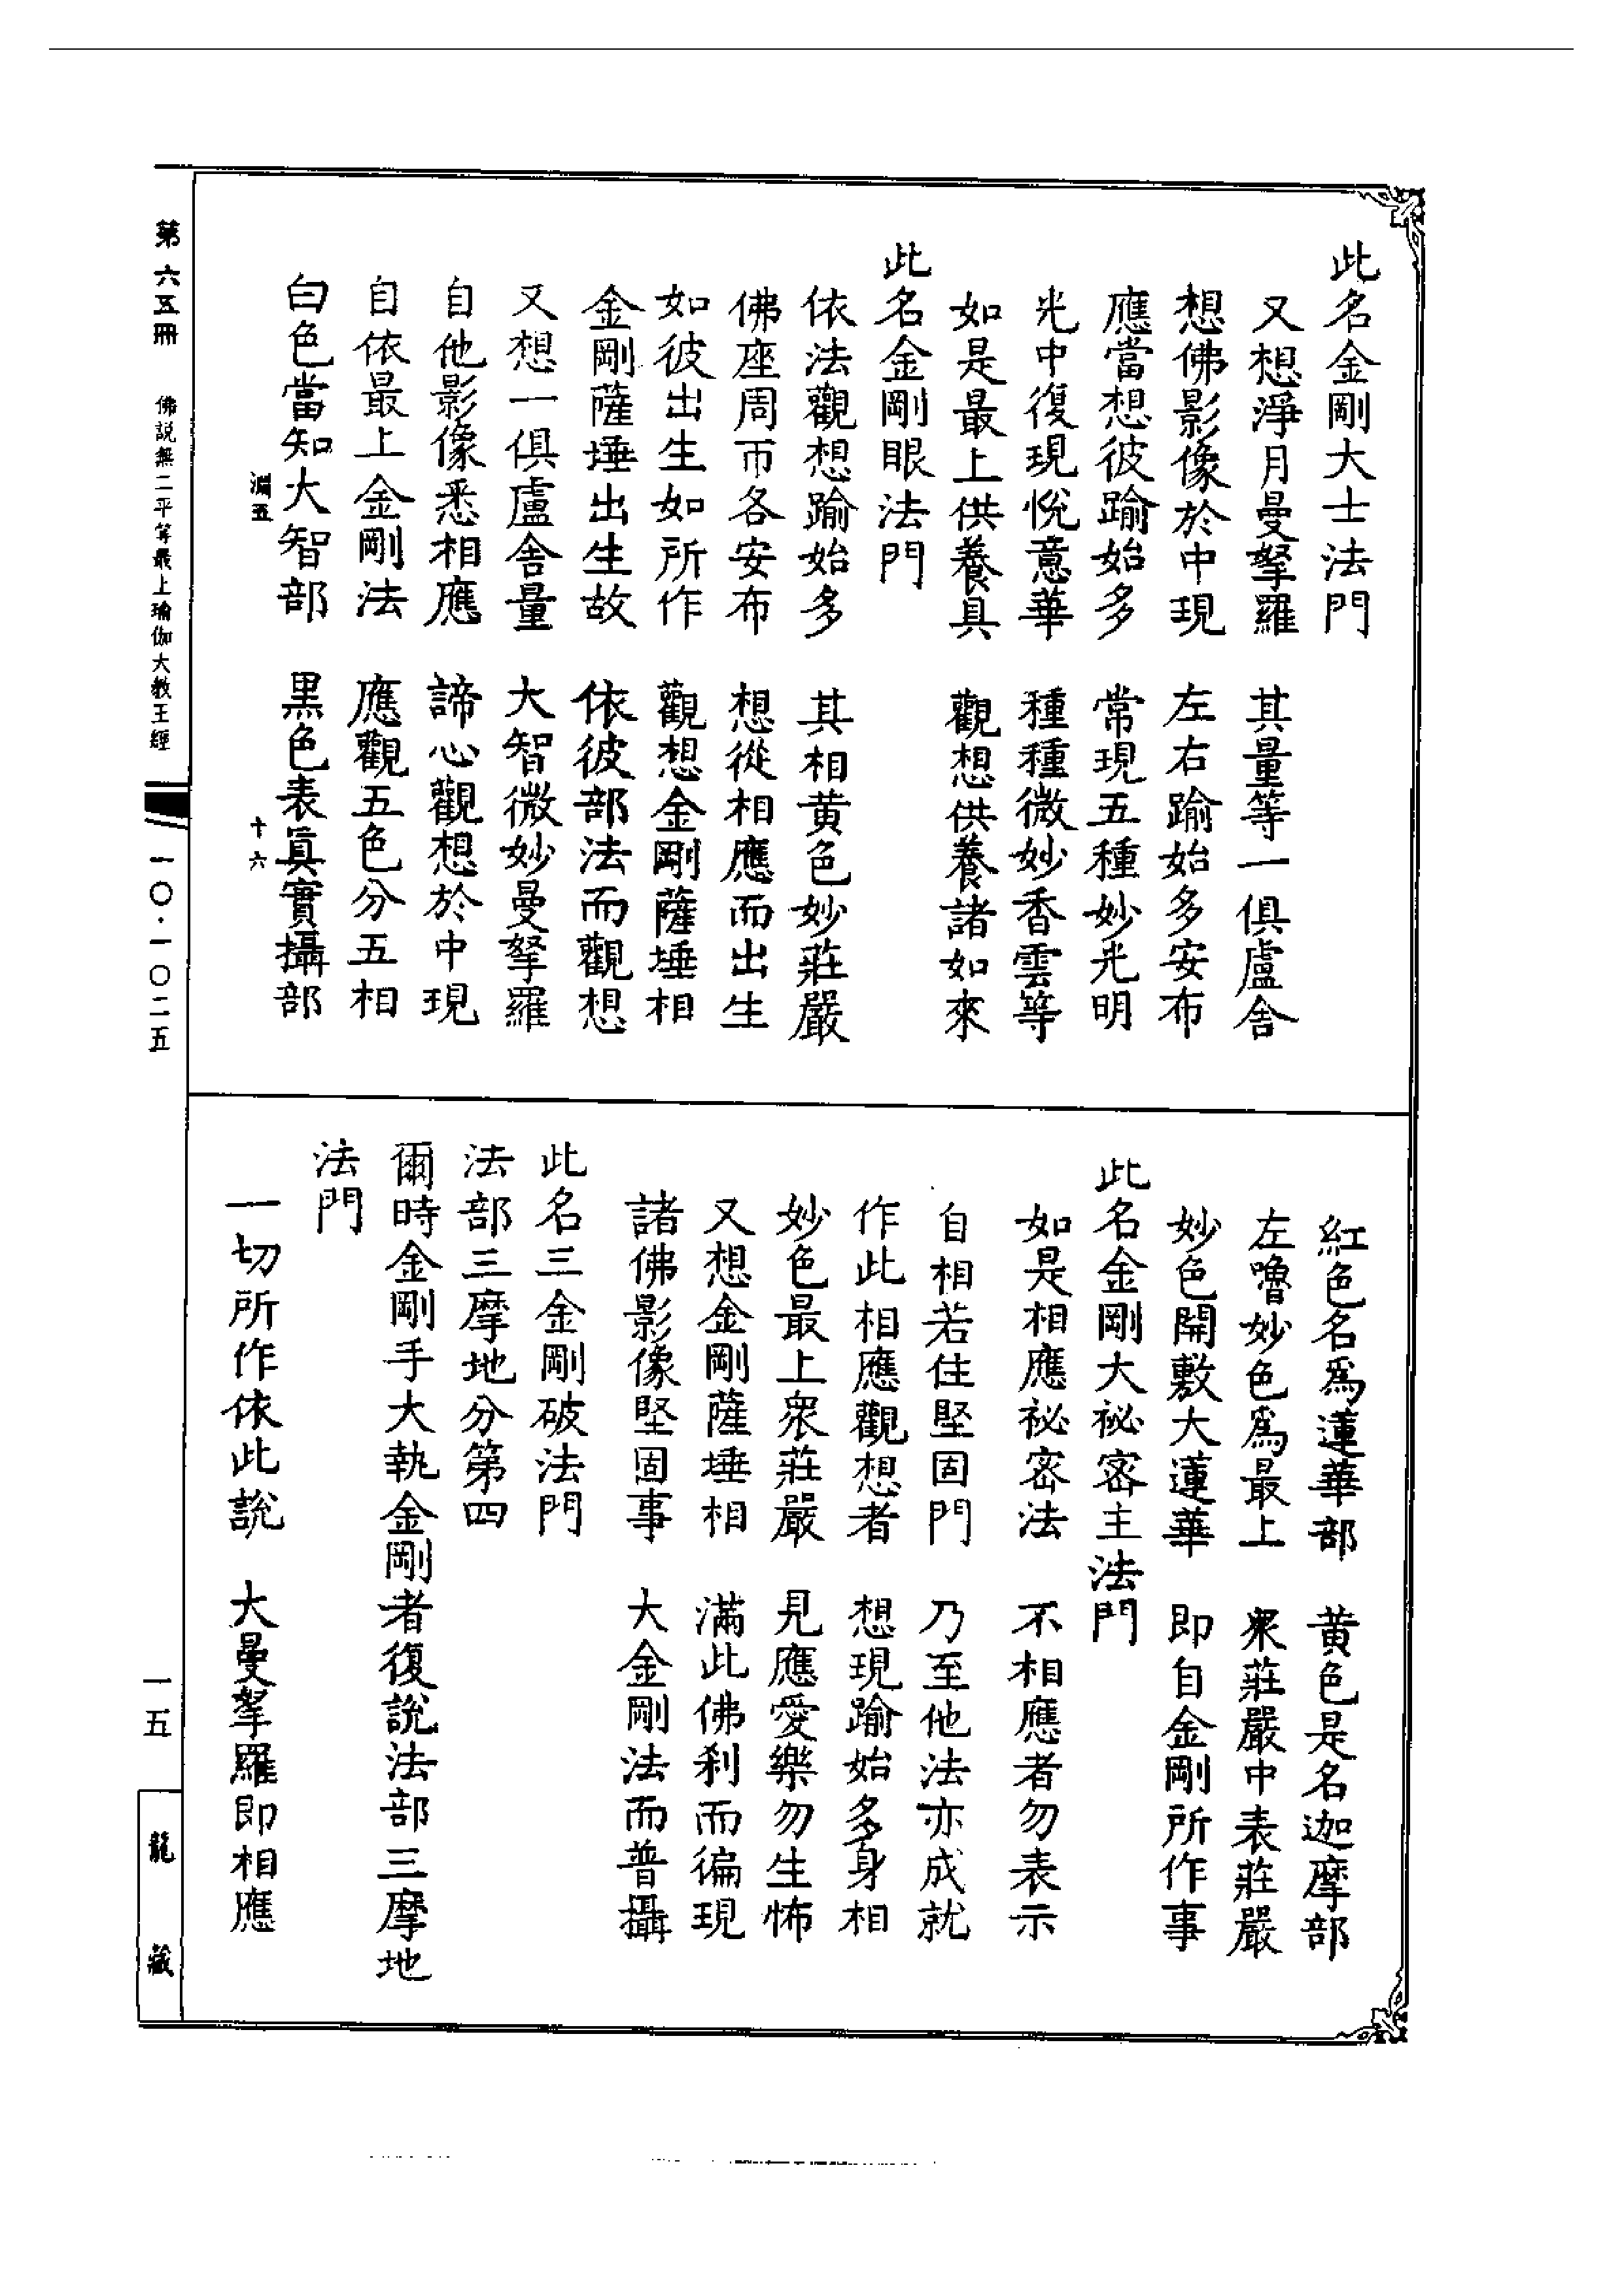 此名金剛大士法門
又想淨月曼拏羅　其量等一俱盧舍
想佛影像於中現　左右踰始多安布
應當想彼踰始多　常現五種妙光明
光中復現悅意華　種種微妙香雲等
如是最上供養具　觀想供養諸如來
此名金剛眼法門
依法觀想踰始多　其相黃色妙莊嚴
佛座周帀各安布　想從相應而出生
如彼出生如所作　觀想金剛薩埵相
金剛薩埵出生故　依彼部法而觀想
又想一俱盧舍量　大智微妙曼拏羅
自他影像悉相應　諦心觀想於中現
自依最上金剛法　應觀五色分五相
白色當知大智部　黑色表眞實攝部
淵五　十六
紅色名爲蓮華部　黃色是名迦摩部
左嚕妙色爲最上　衆莊嚴中表莊嚴
妙色開敷大蓮華　即自金剛所作事
此名金剛大祕密主法門
如是相應祕密法　不相應者勿表示
自相若住堅固門　乃至他法亦成就
作此相應觀想者　想現踰始多身相
妙色最上衆莊嚴　見應愛樂勿生怖
又想金剛薩埵相　滿此佛刹而徧現
諸佛影像堅固事　大金剛法而普攝
此名三金剛破法門
法部三摩地分第四
爾時金剛手大執金剛者復說法部三摩地
法門
一切所作依此說　大曼拏羅即相應
第六五冊　佛說無二平等最上瑜伽大教王經　一〇·一〇二五
一五　龍藏